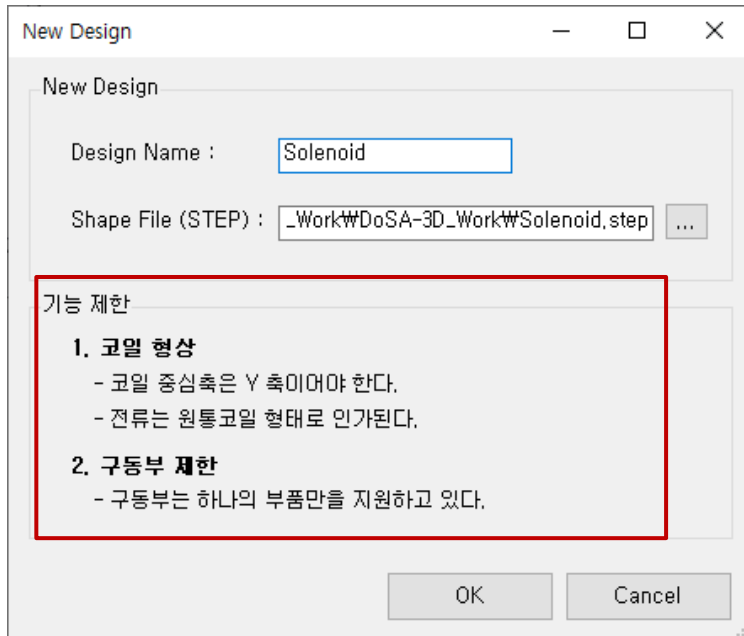 New Design
New Design
Design Name :
Solenoid
Shape File (STEP) :
_Work₩DoSA-3D_Work₩Solenoid.step
...
기능 제한
1. 코일 형상
- 코일 중심축은 Y 축이어야 한다.
- 전류는 원통코일 형태로 인가된다.
2. 구동부 제한
- 구동부는 하나의 부품만을 지원하고 있다.
OK
Cancel